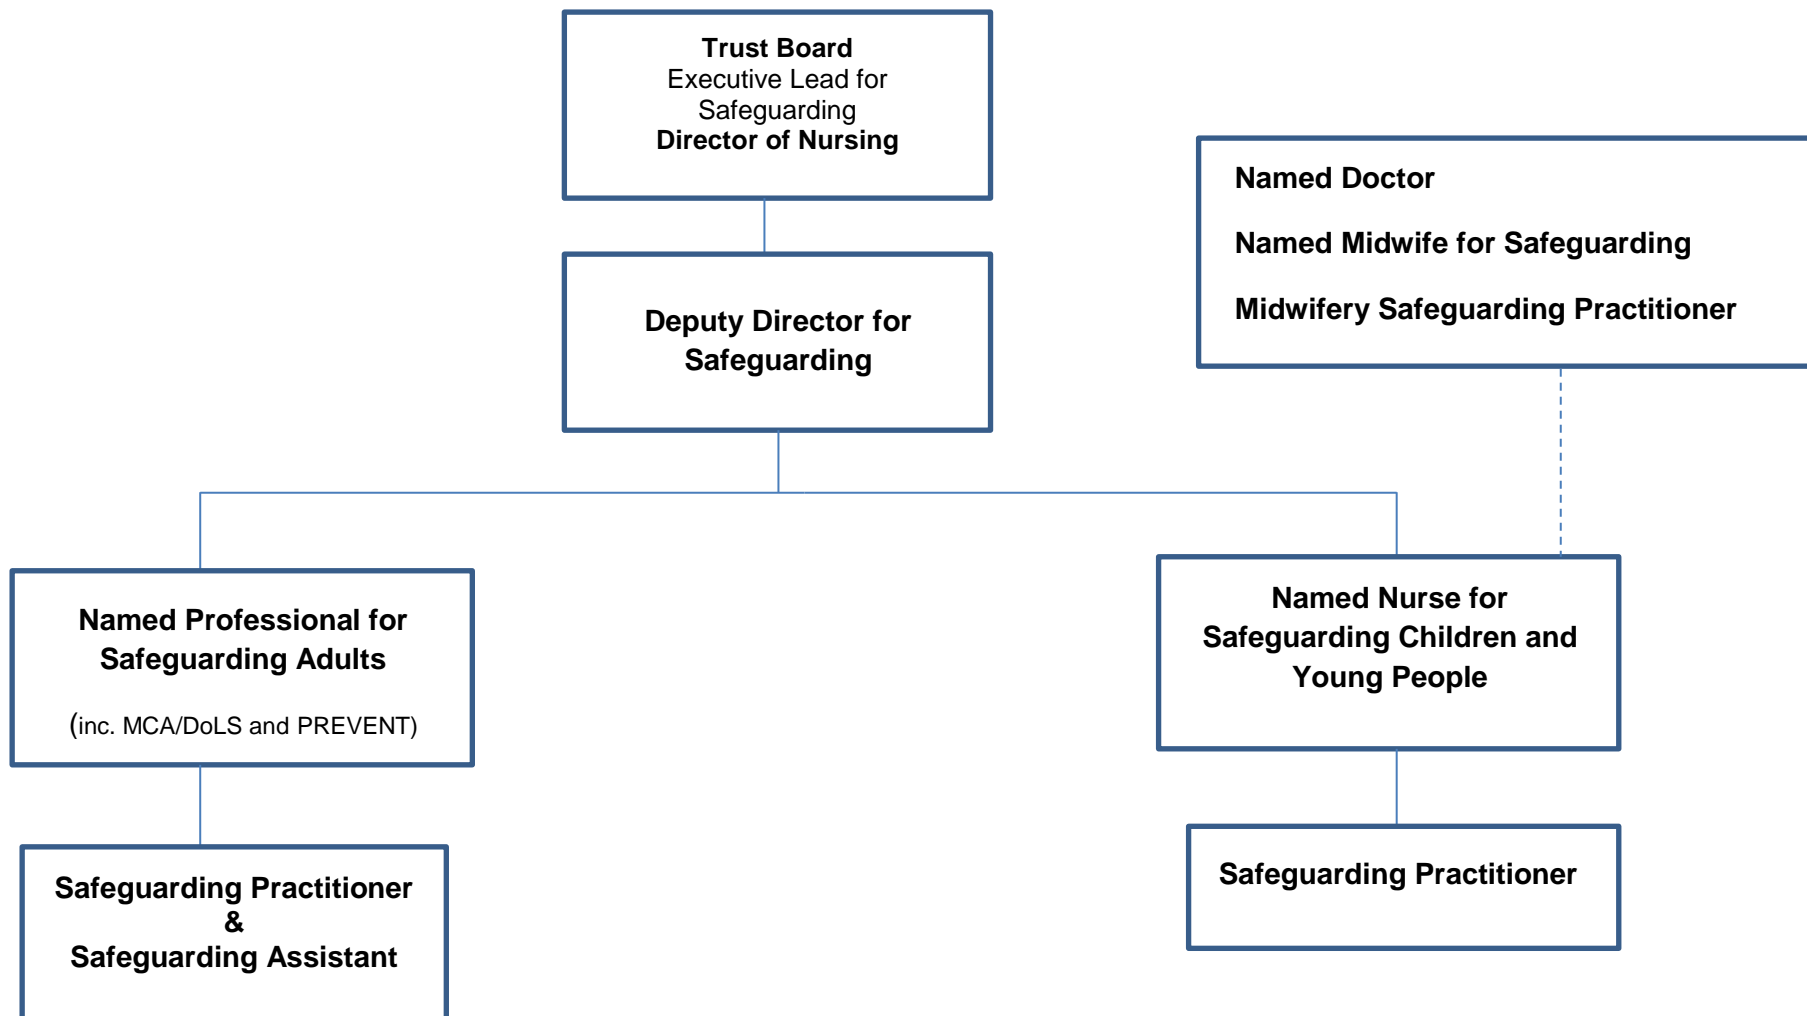 Trust Board
Executive Lead for
Safeguarding
Director of Nursing
Named Doctor
Named Midwife for Safeguarding
Midwifery Safeguarding Practitioner
Deputy Director for
Safeguarding
Named Professional for
Safeguarding Adults
(inc. MCA/DoLS and PREVENT)
Named Nurse for
Safeguarding Children and
Young People
Safeguarding Practitioner
&
Safeguarding Assistant
Safeguarding Practitioner